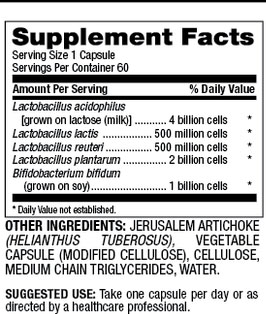 Supplement Facts
Serving Size 1 Capsule
Servings Per Container 60
Amount Per Serving % Daily Value
Lactobacillus acidophilus
[grown on lactose (milk)] ........... 4 billion cells *
Lactobacillus lactis ................. 500 million cells *
Lactobacillus reuteri ................ 500 million cells *
Lactobacillus plantarum ............... 2 billion cells *
Bifidobacterium bifidum
(grown on soy) ......................... 1 billion cells *
* Daily Value not established.
OTHER INGREDIENTS: JERUSALEM ARTICHOKE
(HELIANTHUS TUBEROSUS), VEGETABLE
CAPSULE (MODIFIED CELLULOSE), CELLULOSE,
MEDIUM CHAIN TRIGLYCERIDES, WATER.
SUGGESTED USE: Take one capsule per day or as
directed by a healthcare professional.